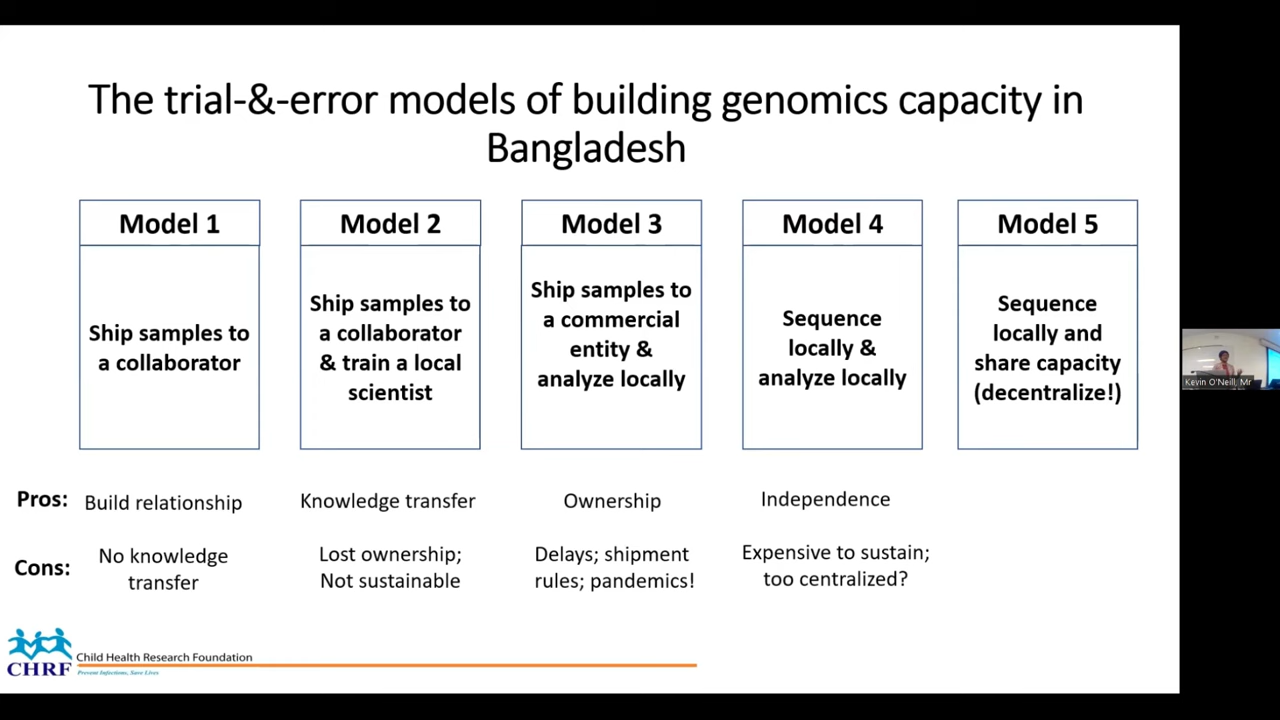 The trial-&-error models of building genomics capacity in
Bangladesh
Model 1
Ship samples to
a collaborator
Model 2
Ship samples to
a collaborator
& train a local
scientist
Model 3
Ship samples to
a commercial
entity &
analyze locally
Model 4
Sequence
locally &
analyze locally
Model 5
Sequence
locally and
share capacity
(decentralize!)
Pros:
Build relationship
Knowledge transfer
Ownership
Independence
Cons:
No knowledge
transfer
Lost ownership;
Not sustainable
Delays; shipment
rules; pandemics!
Expensive to sustain;
too centralized?
CHRF
Child Health Research Foundation
Prevent Infections, Save Lives
Kevin O'Neill, Mr